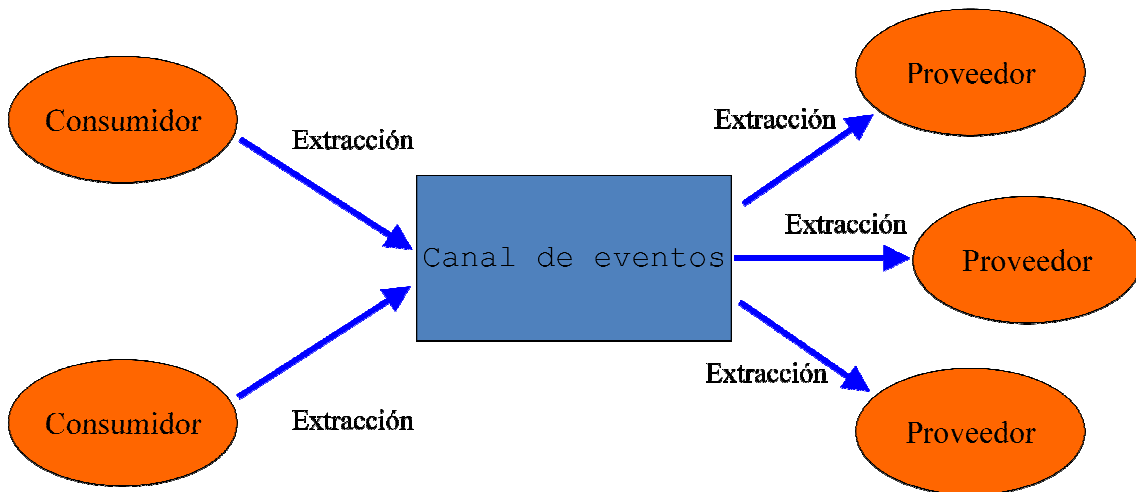 Proveedor
Consumidor
Extracción
Extracción
Extracción
Canal de eventos
Proveedor
Extracción
Extracción
Consumidor
Proveedor